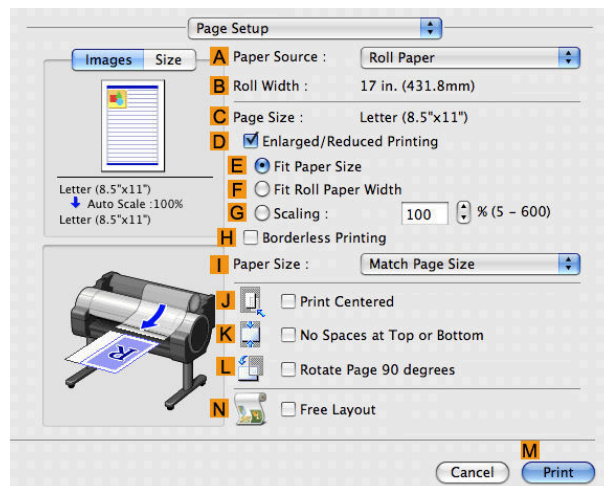 Page Setup
Images Size
A Paper Source : Roll Paper
B Roll Width : 17 in. (431.8mm)
C Page Size : Letter (8.5"x11")
D Enlarged/Reduced Printing
E Fit Paper Size
F Fit Roll Paper Width
G Scaling : 100 % (5 - 600)
H Borderless Printing
Letter (8.5"x11")
Auto Scale :100%
Letter (8.5"x11")
I Paper Size : Match Page Size
J Print Centered
K No Spaces at Top or Bottom
L Rotate Page 90 degrees
N Free Layout
R
M
Cancel Print